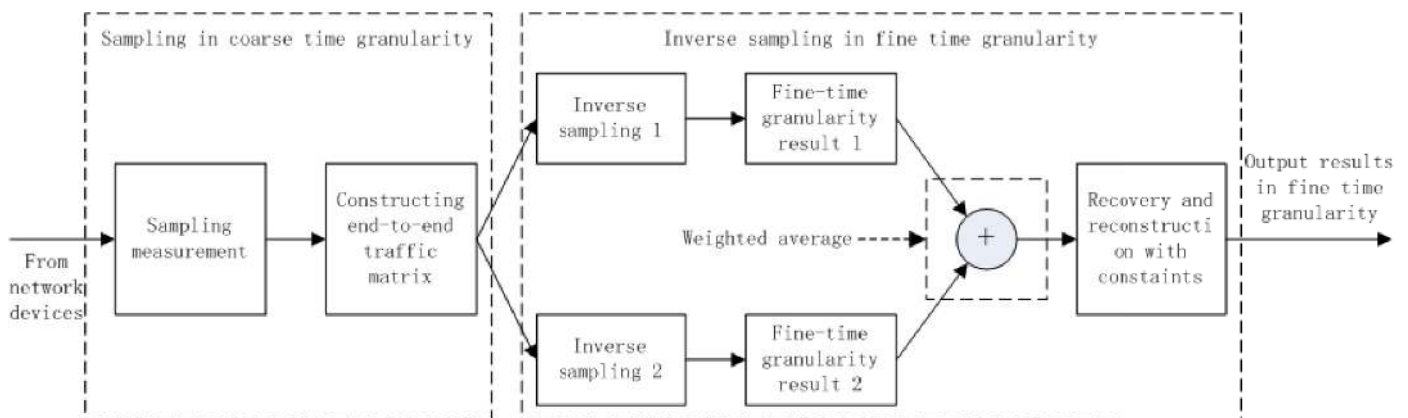 Sampling in coarse time granularity
Inverse sampling in fine time granularity
From
network
devices
Sampling
measurement
Constructing
end-to-end
traffic
matrix
Inverse
sampling 1
Fine-time
granularity
result 1
Inverse
sampling 2
Fine-time
granularity
result 2
Weighted average
+
Recovery and
reconstructi
on with
constaints
Output results
in fine time
granularity